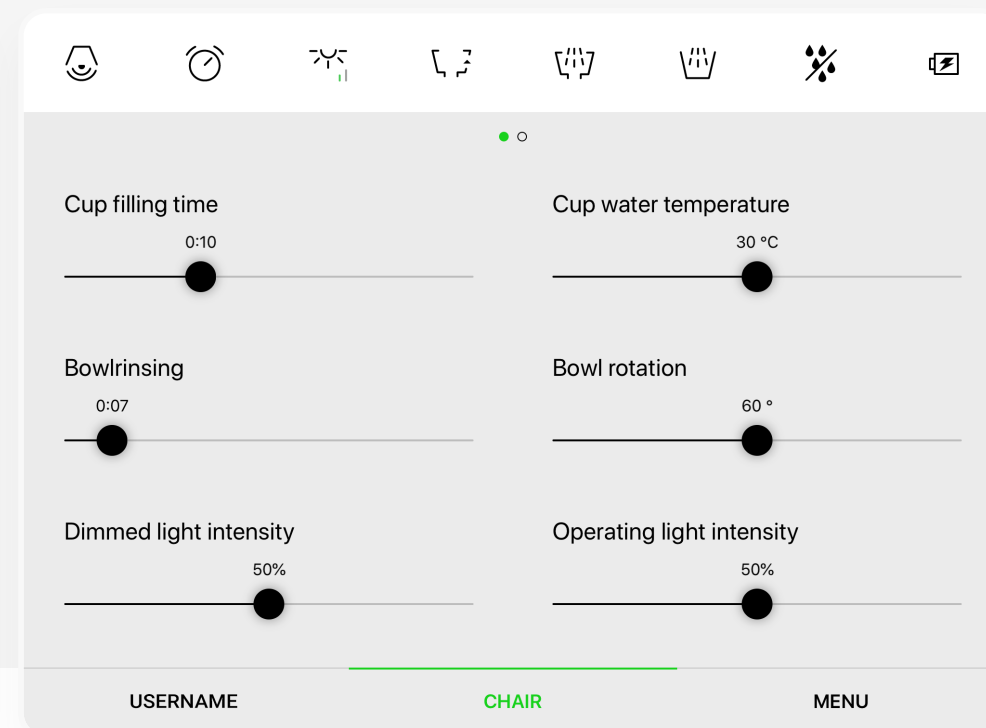 Cup filling time
0:10
Cup water temperature
30 °C
Bowlrinsing
0:07
Bowl rotation
60 °
Dimmed light intensity
50%
Operating light intensity
50%
USERNAME
CHAIR
MENU